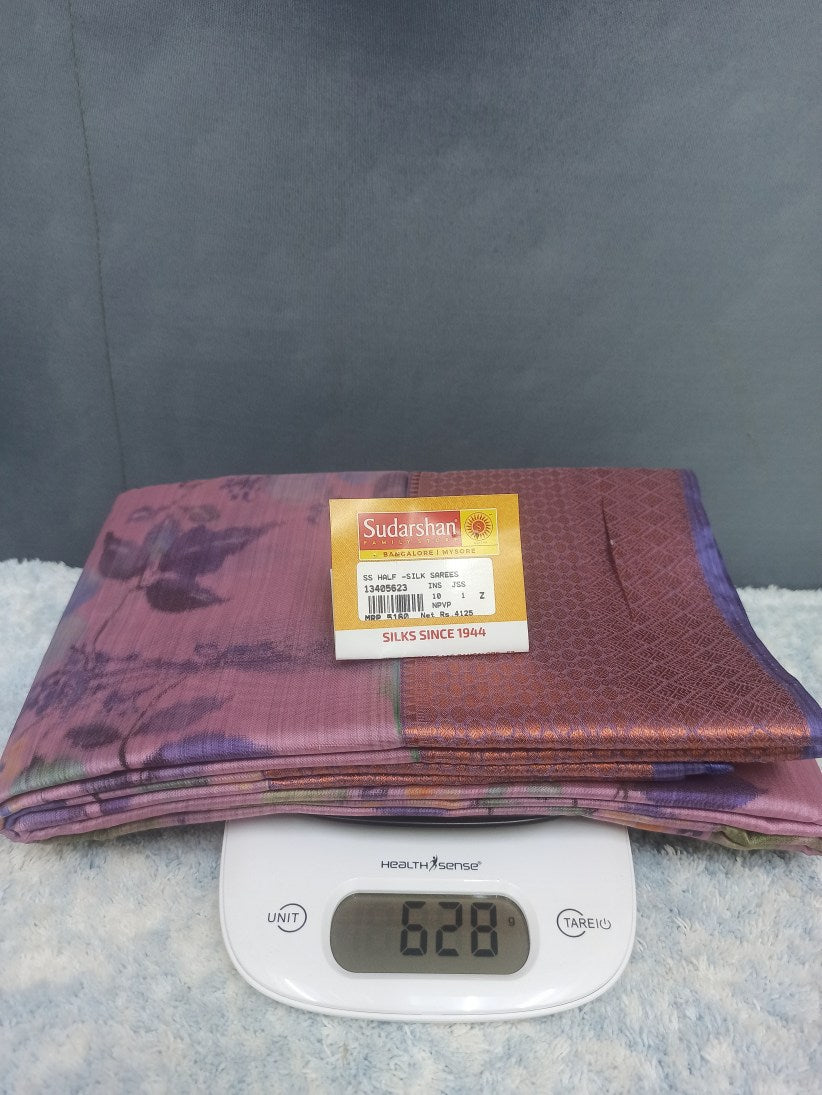 Sudarshan
FAMILY STORE
BANGALORE | MYSORE
SS HALF -SILK SAREES
13405623 INS JSS
10 1 Z
NPVP
MRP 5160 Net Rs.4125
SILKS SINCE 1944
HEALTH SENSE®
UNIT
628 g
TARE